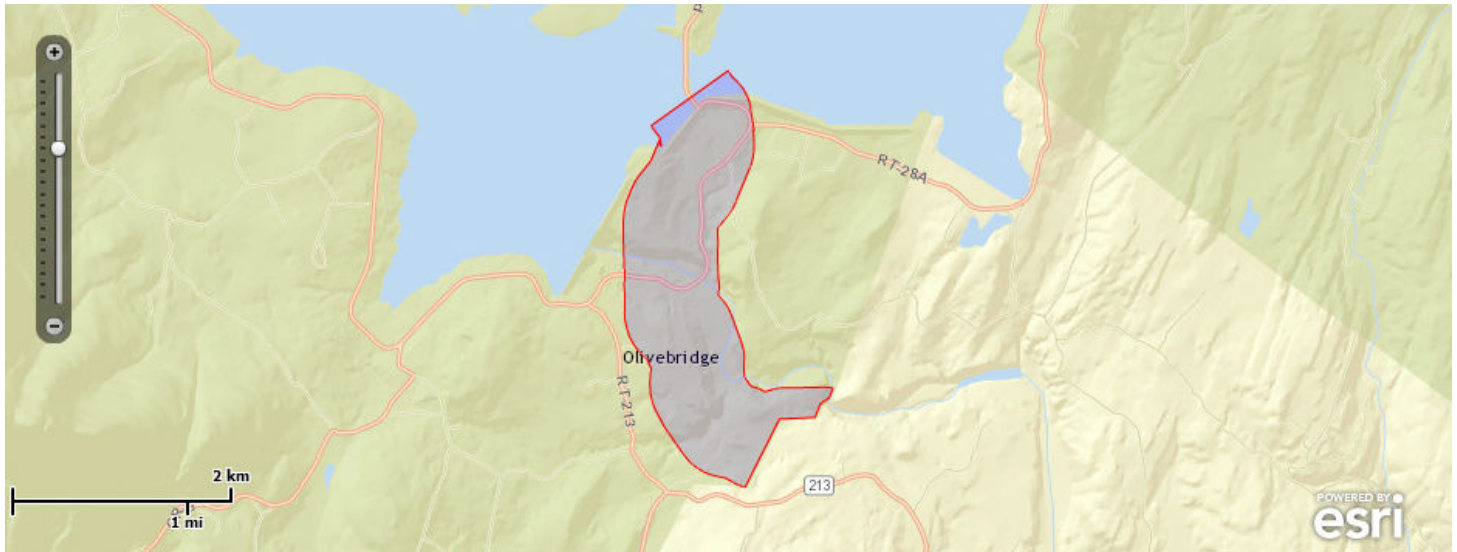 RT-28A
Olivebridge
RT-213
2 km
1 mi
213
POWERED BY
esri